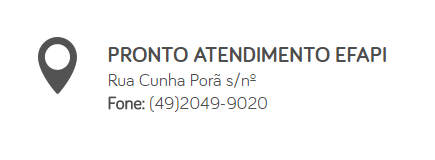 PRONTO ATENDIMENTO EFAPI
Rua Cunha Porã s/nº
Fone: (49)2049-9020